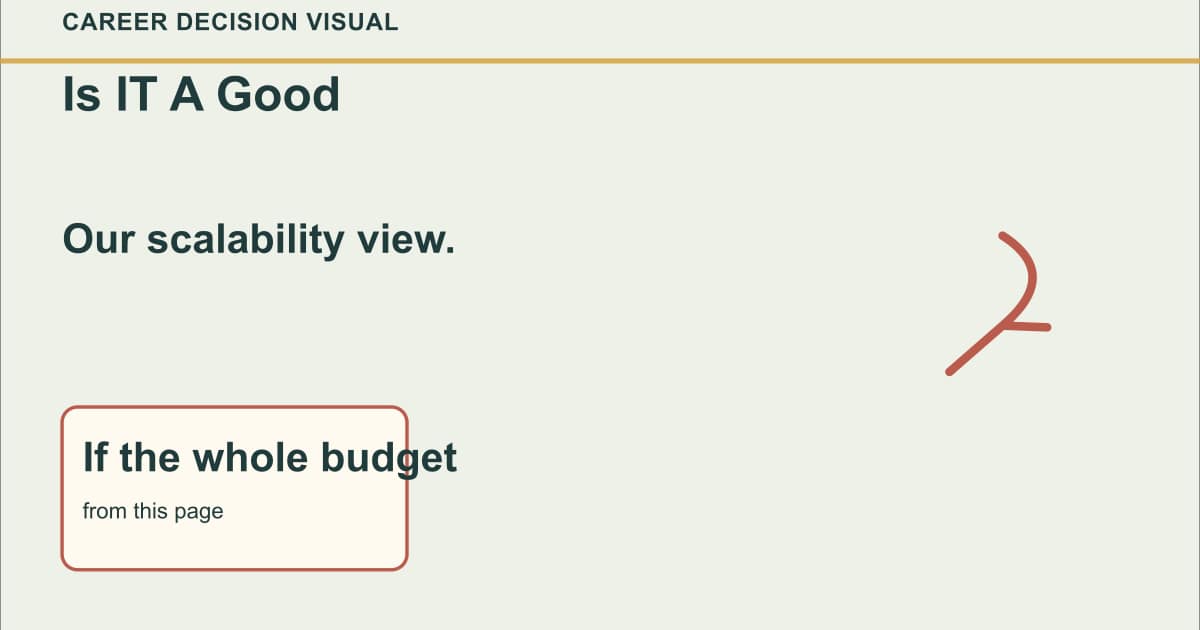 CAREER DECISION VISUAL
Is IT A Good
Our scalability view.
If the whole budget
from this page